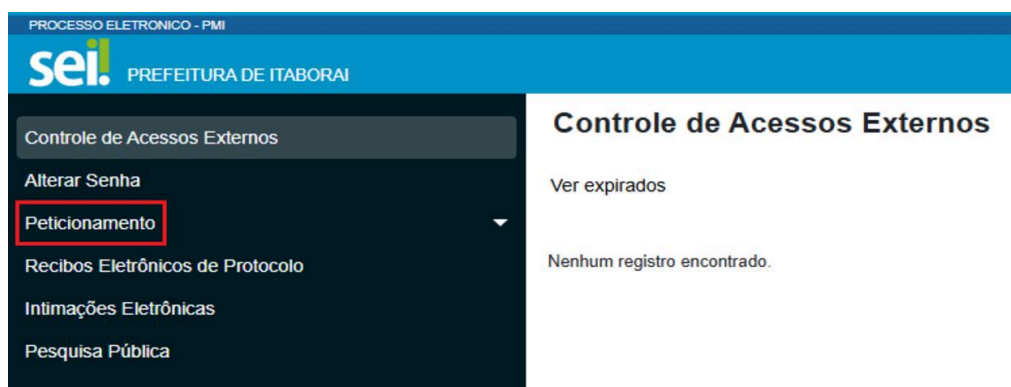 PROCESSO ELETRONICO - PMI
sei! PREFEITURA DE ITABORAI
Controle de Acessos Externos
Alterar Senha
Peticionamento
Recibos Eletrônicos de Protocolo
Intimações Eletrônicas
Pesquisa Pública
Controle de Acessos Externos
Ver expirados
Nenhum registro encontrado.